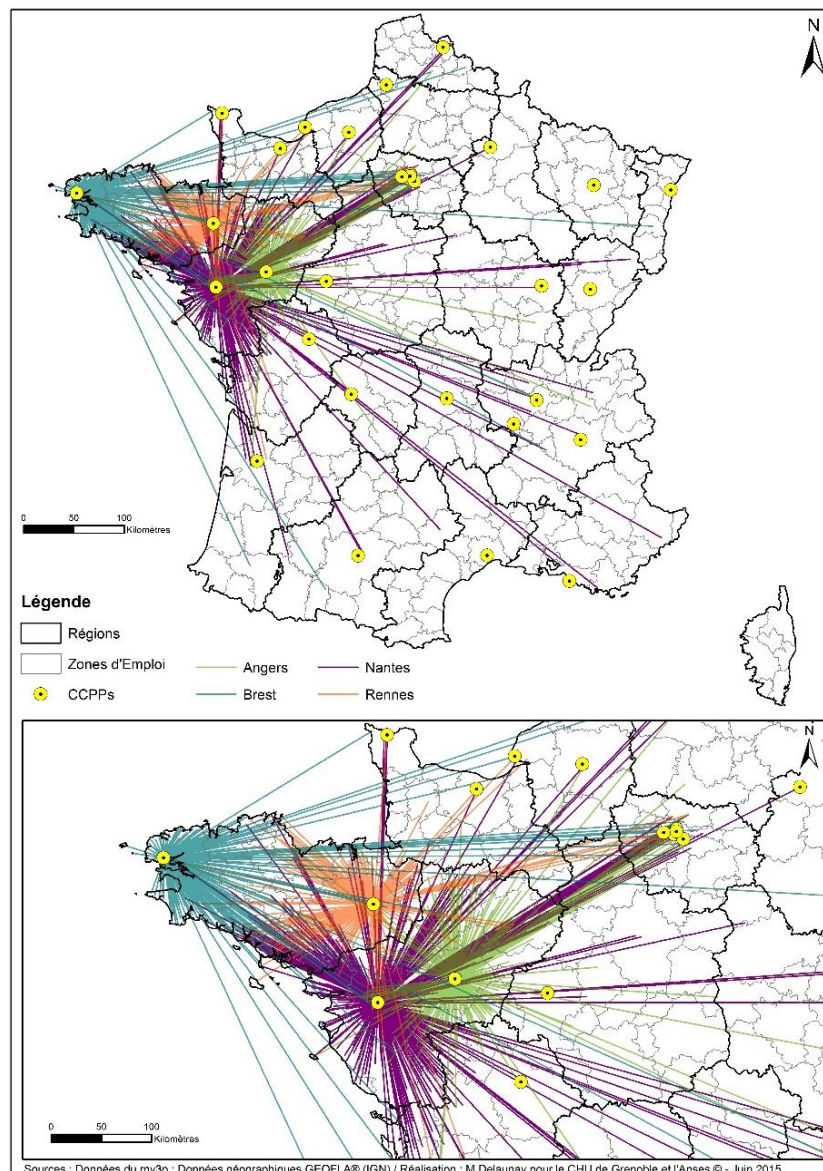 N
0 50 100
Kilomètres
Légende
Régions
Zones d'Emploi
CCPPs
Angers
Nantes
Brest
Rennes
N
0 50 100
Kilomètres
Sources : Données du rnv3p ; Données géographiques GEOFLA® (IGN) / Réalisation : M.Delaunay pour le CHU de Grenoble et l'Anses © - Juin 2015